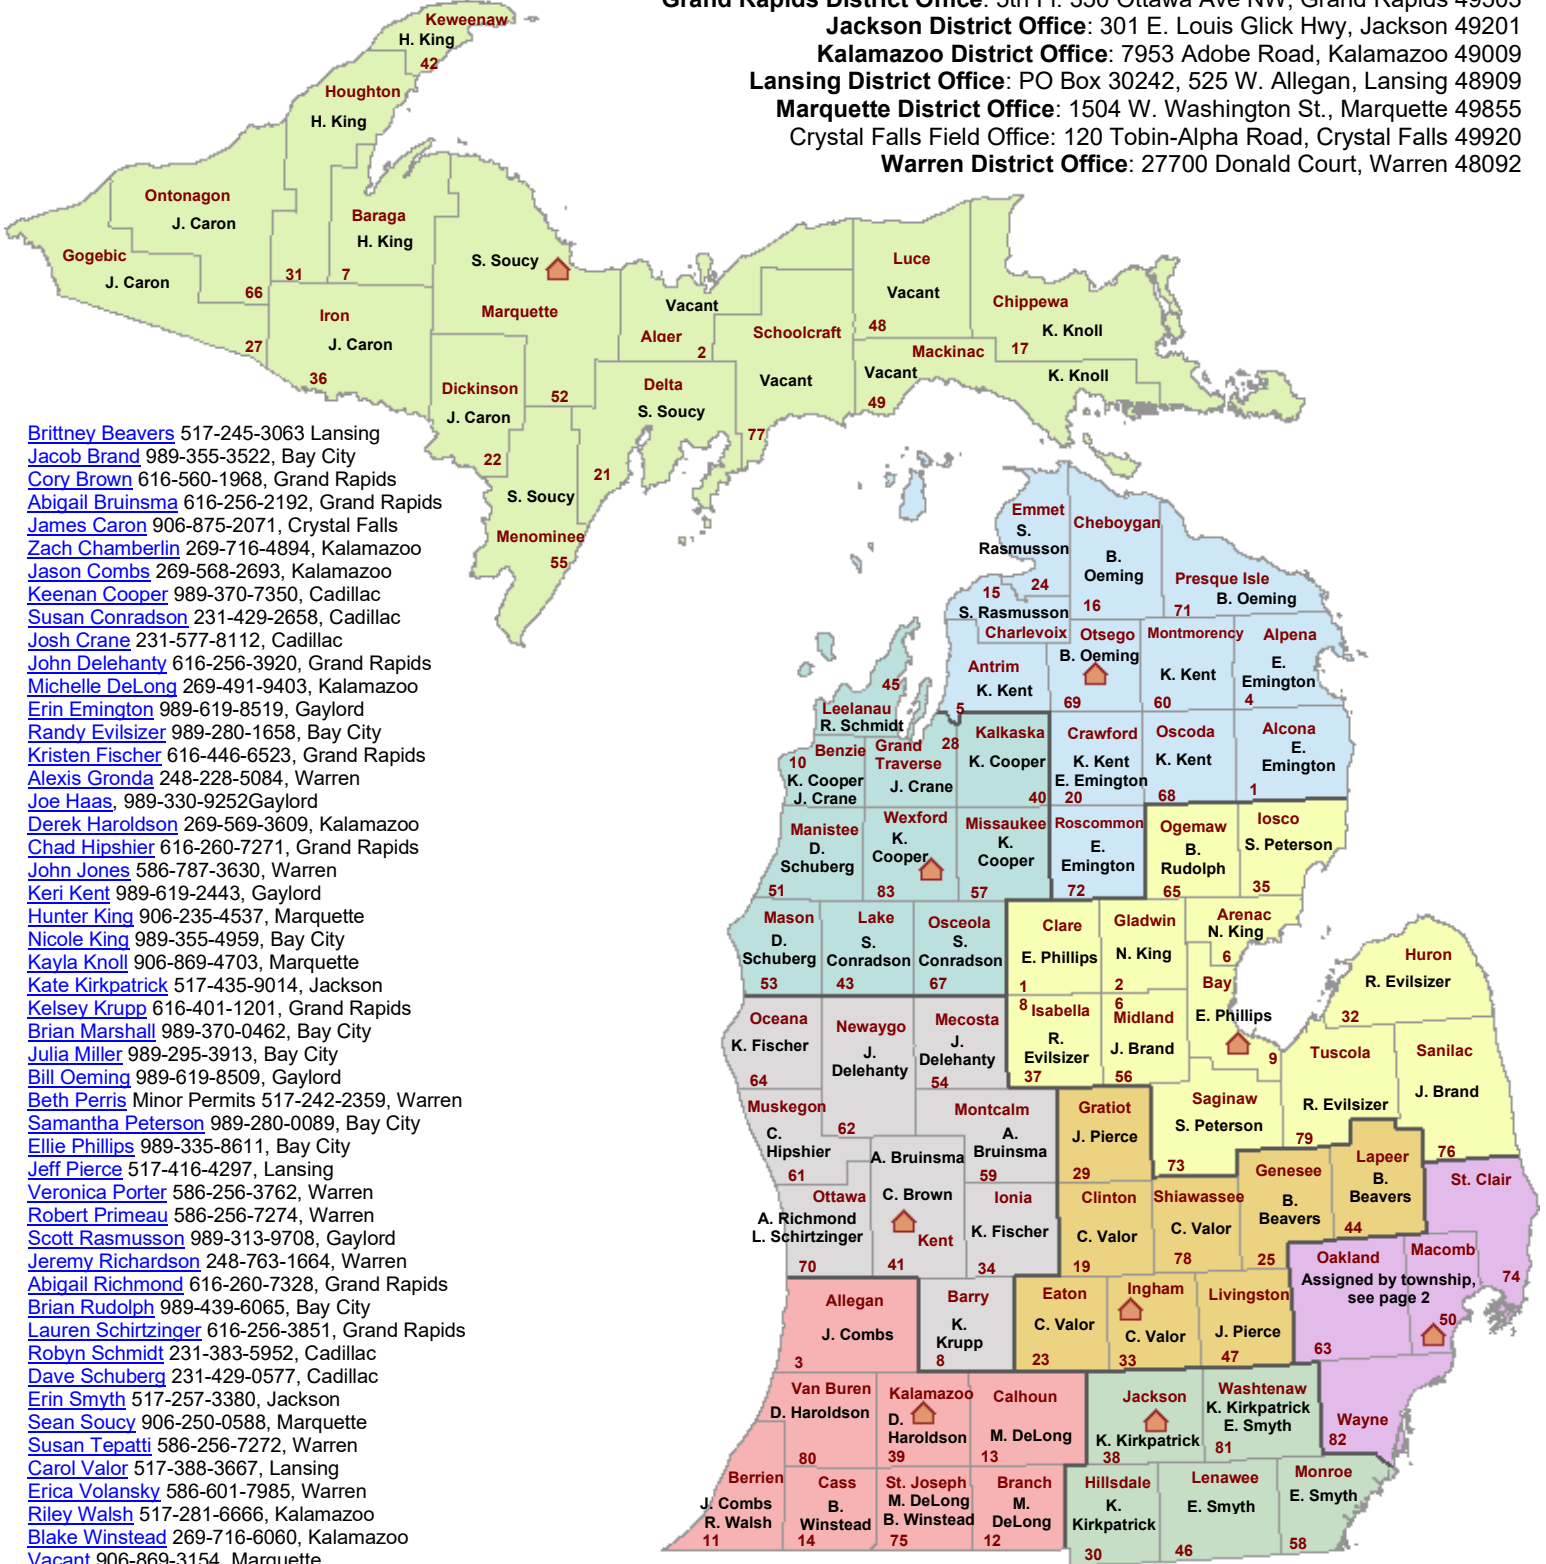 Grand Rapids District Office: 5th Fl. 350 Ottawa Ave NW, Grand Rapids 49503
Jackson District Office: 301 E. Louis Glick Hwy, Jackson 49201
Kalamazoo District Office: 7953 Adobe Road, Kalamazoo 49009
Lansing District Office: PO Box 30242, 525 W. Allegan, Lansing 48909
Marquette District Office: 1504 W. Washington St., Marquette 49855
Crystal Falls Field Office: 120 Tobin-Alpha Road, Crystal Falls 49920
Warren District Office: 27700 Donald Court, Warren 48092
Keweenaw
H. King
42
Houghton
H. King
31
Ontonagon
J. Caron
66
Gogebic
J. Caron
27
Baraga
H. King
7
Iron
J. Caron
36
S. Soucy
Marquette
52
Dickinson
J. Caron
22
Vacant
Alger
2
Delta
S. Soucy
21
S. Soucy
Menominee
55
Schoolcraft
Vacant
77
Luce
Vacant
48
Mackinac
Vacant
49
K. Knoll
Chippewa
K. Knoll
17
Brittney Beavers 517-245-3063 Lansing
Jacob Brand 989-355-3522, Bay City
Cory Brown 616-560-1968, Grand Rapids
Abigail Bruinsma 616-256-2192, Grand Rapids
James Caron 906-875-2071, Crystal Falls
Zach Chamberlin 269-716-4894, Kalamazoo
Jason Combs 269-568-2693, Kalamazoo
Keenan Cooper 989-370-7350, Cadillac
Susan Conradson 231-429-2658, Cadillac
Josh Crane 231-577-8112, Cadillac
John Delehanty 616-256-3920, Grand Rapids
Michelle DeLong 269-491-9403, Kalamazoo
Erin Emington 989-619-8519, Gaylord
Randy Evilsizer 989-280-1658, Bay City
Kristen Fischer 616-446-6523, Grand Rapids
Alexis Gronda 248-228-5084, Warren
Joe Haas, 989-330-9252Gaylord
Derek Haroldson 269-569-3609, Kalamazoo
Chad Hipshier 616-260-7271, Grand Rapids
John Jones 586-787-3630, Warren
Keri Kent 989-619-2443, Gaylord
Hunter King 906-235-4537, Marquette
Nicole King 989-355-4959, Bay City
Kayla Knoll 906-869-4703, Marquette
Kate Kirkpatrick 517-435-9014, Jackson
Kelsey Krupp 616-401-1201, Grand Rapids
Brian Marshall 989-370-0462, Bay City
Julia Miller 989-295-3913, Bay City
Bill Oeming 989-619-8509, Gaylord
Beth Perris Minor Permits 517-242-2359, Warren
Samantha Peterson 989-280-0089, Bay City
Ellie Phillips 989-335-8611, Bay City
Jeff Pierce 517-416-4297, Lansing
Veronica Porter 586-256-3762, Warren
Robert Primeau 586-256-7274, Warren
Scott Rasmusson 989-313-9708, Gaylord
Jeremy Richardson 248-763-1664, Warren
Abigail Richmond 616-260-7328, Grand Rapids
Brian Rudolph 989-439-6065, Bay City
Lauren Schirtzinger 616-256-3851, Grand Rapids
Robyn Schmidt 231-383-5952, Cadillac
Dave Schuberg 231-429-0577, Cadillac
Erin Smyth 517-257-3380, Jackson
Sean Soucy 906-250-0588, Marquette
Susan Tepatti 586-256-7272, Warren
Carol Valor 517-388-3667, Lansing
Erica Volansky 586-601-7985, Warren
Riley Walsh 517-281-6666, Kalamazoo
Blake Winstead 269-716-6060, Kalamazoo
Vacant 906-869-3154, Marquette
Emmet
S.
Rasmusson
24
Cheboygan
B.
Oeming
16
Presque Isle
B. Oeming
71
15
S. Rasmusson
Charlevoix
Antrim
K. Kent
5
Otsego
B. Oeming
69
Montmorency
K. Kent
60
Alpena
E.
Emington
4
45
Leelanau
R. Schmidt
Benzie
10
K. Cooper
J. Crane
28
Grand
Traverse
J. Crane
Kalkaska
K. Cooper
40
Crawford
K. Kent
E. Emington
20
Oscoda
K. Kent
68
Alcona
E.
Emington
1
Manistee
D.
Schuberg
51
Wexford
K.
Cooper
83
Missaukee
K.
Cooper
57
Roscommon
E.
Emington
72
Ogemaw
B.
Rudolph
65
Iosco
S. Peterson
35
Mason
D.
Schuberg
53
Lake
S.
Conradson
43
Osceola
S.
Conradson
67
Clare
E. Phillips
1
8
Gladwin
N. King
2
6
Arenac
N. King
6
Bay
E. Phillips
9
Huron
R. Evilsizer
32
Oceana
K. Fischer
64
Newaygo
J.
Delehanty
62
Mecosta
J.
Delehanty
54
Isabella
R.
Evilsizer
37
Midland
J. Brand
56
Tuscola
R. Evilsizer
79
Sanilac
J. Brand
76
Muskegon
C.
Hipshier
61
Montcalm
A.
Bruinsma
59
Gratiot
J. Pierce
29
Saginaw
S. Peterson
73
Ottawa
A. Richmond
L. Schirtzinger
70
A. Bruinsma
C. Brown
Kent
41
Ionia
K. Fischer
34
Clinton
C. Valor
19
Shiawassee
C. Valor
78
Genesee
B.
Beavers
25
Lapeer
B.
Beavers
44
St. Clair
74
Oakland
Macomb
Assigned by township,
see page 2
63
50
Allegan
J. Combs
3
Barry
K.
Krupp
8
Eaton
C. Valor
23
Ingham
C. Valor
33
Livingston
J. Pierce
47
Van Buren
D. Haroldson
80
Kalamazoo
D.
Haroldson
39
Calhoun
M. DeLong
13
Jackson
K. Kirkpatrick
38
Washtenaw
K. Kirkpatrick
E. Smyth
81
Wayne
82
Berrien
J. Combs
R. Walsh
11
Cass
B.
Winstead
14
St. Joseph
M. DeLong
B. Winstead
75
Branch
M.
DeLong
12
Hillsdale
K.
Kirkpatrick
30
Lenawee
E. Smyth
46
Monroe
E. Smyth
58